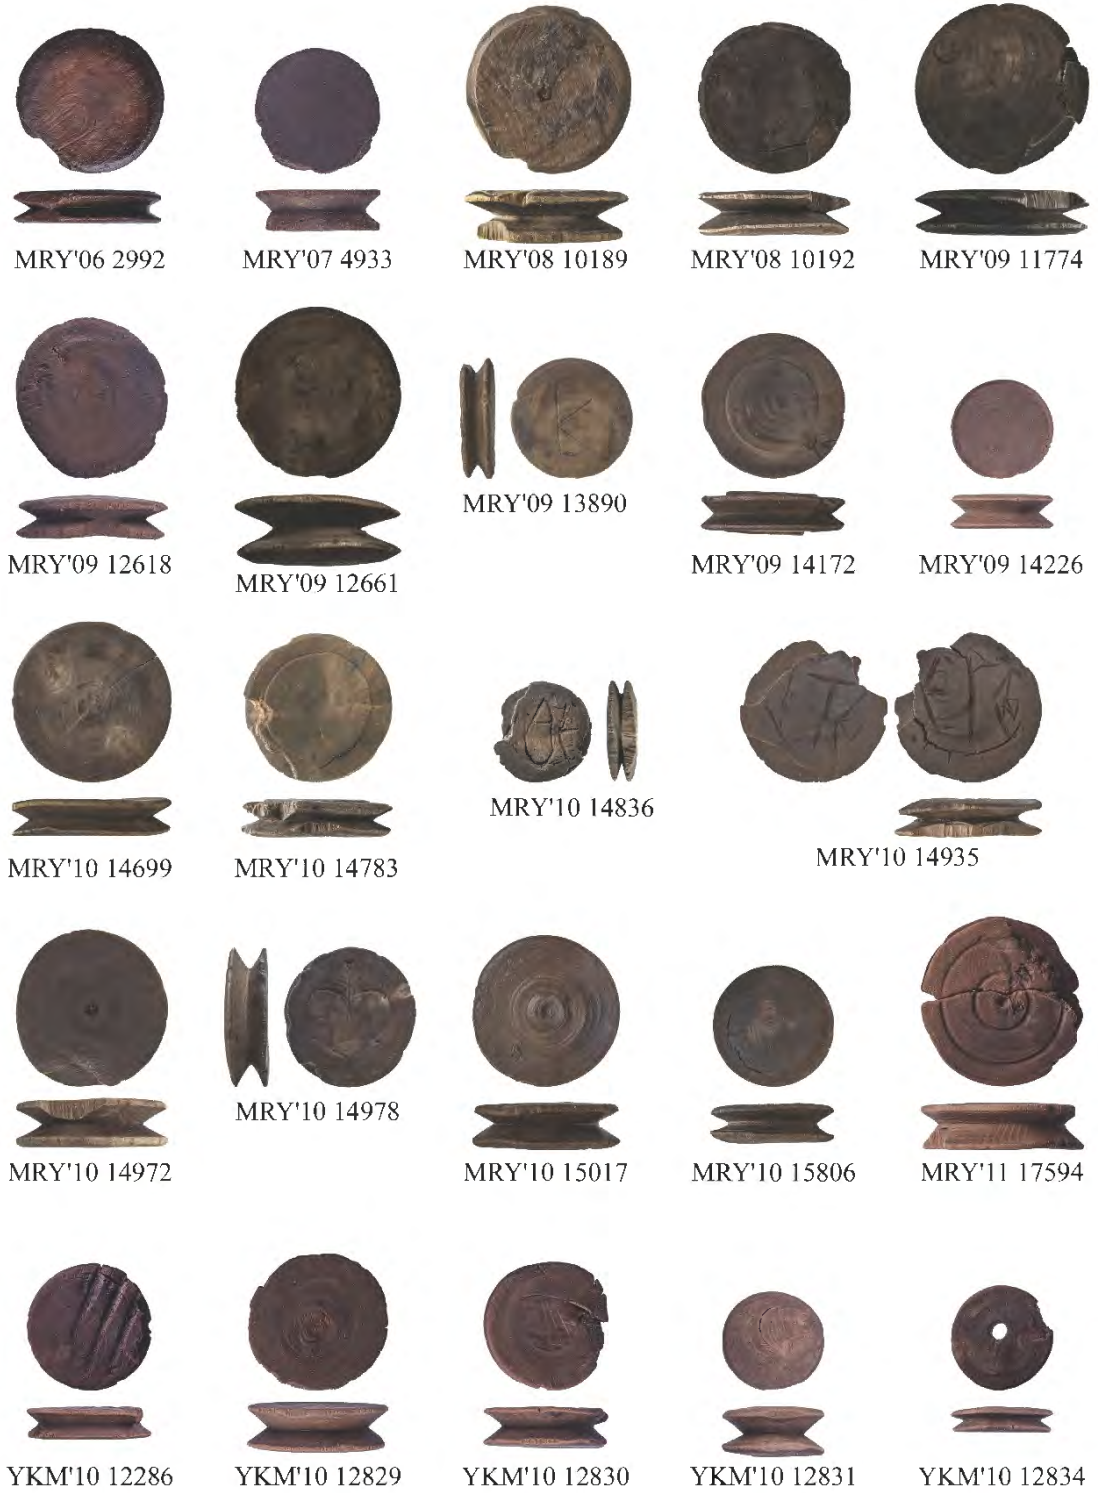 MRY'06 2992
MRY'07 4933
MRY'08 10189
MRY'08 10192
MRY'09 11774
MRY'09 12618
MRY'09 12661
MRY'09 13890
MRY'09 14172
MRY'09 14226
MRY'10 14699
MRY'10 14783
MRY'10 14836
MRY'10 14935
MRY'10 14972
MRY'10 14978
MRY'10 15017
MRY'10 15806
MRY'11 17594
YKM'10 12286
YKM'10 12829
YKM'10 12830
YKM'10 12831
YKM'10 12834